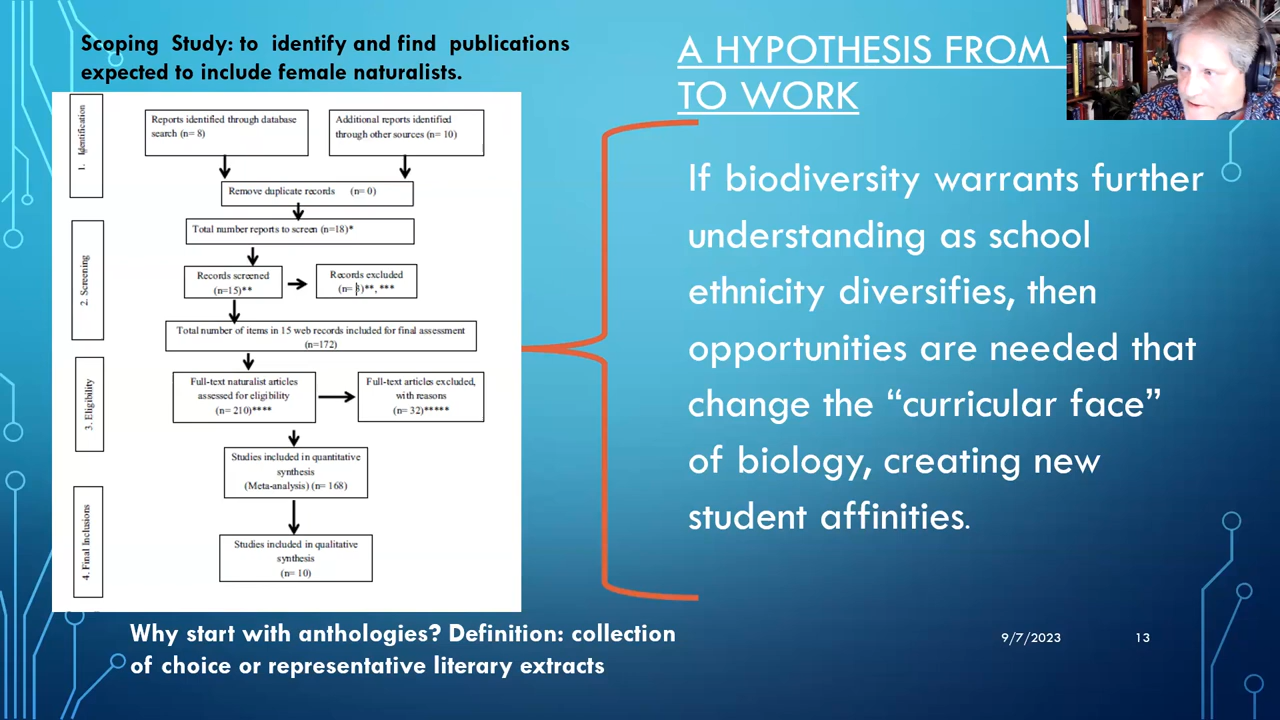 Scoping Study: to identify and find publications
expected to include female naturalists.
1. Identification
Reports identified through database
search (n= 8)
Additional reports identified
through other sources (n= 10)
Remove duplicate records (n= 0)
Total number reports to screen (n=18)*
2. Screening
Records screened
(n=15)**
Records excluded
(n= 3)**, ***
Total number of items in 15 web records included for final assessment
(n=172)
3. Eligibility
Full-text naturalist articles
assessed for eligibility
(n= 210)****
Full-text articles excluded,
with reasons
(n= 32)*****
Studies included in quantitative
synthesis
(Meta-analysis) (n= 168)
4. Final Inclusions
Studies included in qualitative
synthesis
(n= 10)
Why start with anthologies? Definition: collection
of choice or representative literary extracts
A HYPOTHESIS FROM
TO WORK
If biodiversity warrants further
understanding as school
ethnicity diversifies, then
opportunities are needed that
change the “curricular face”
of biology, creating new
student affinities.
9/7/2023
13